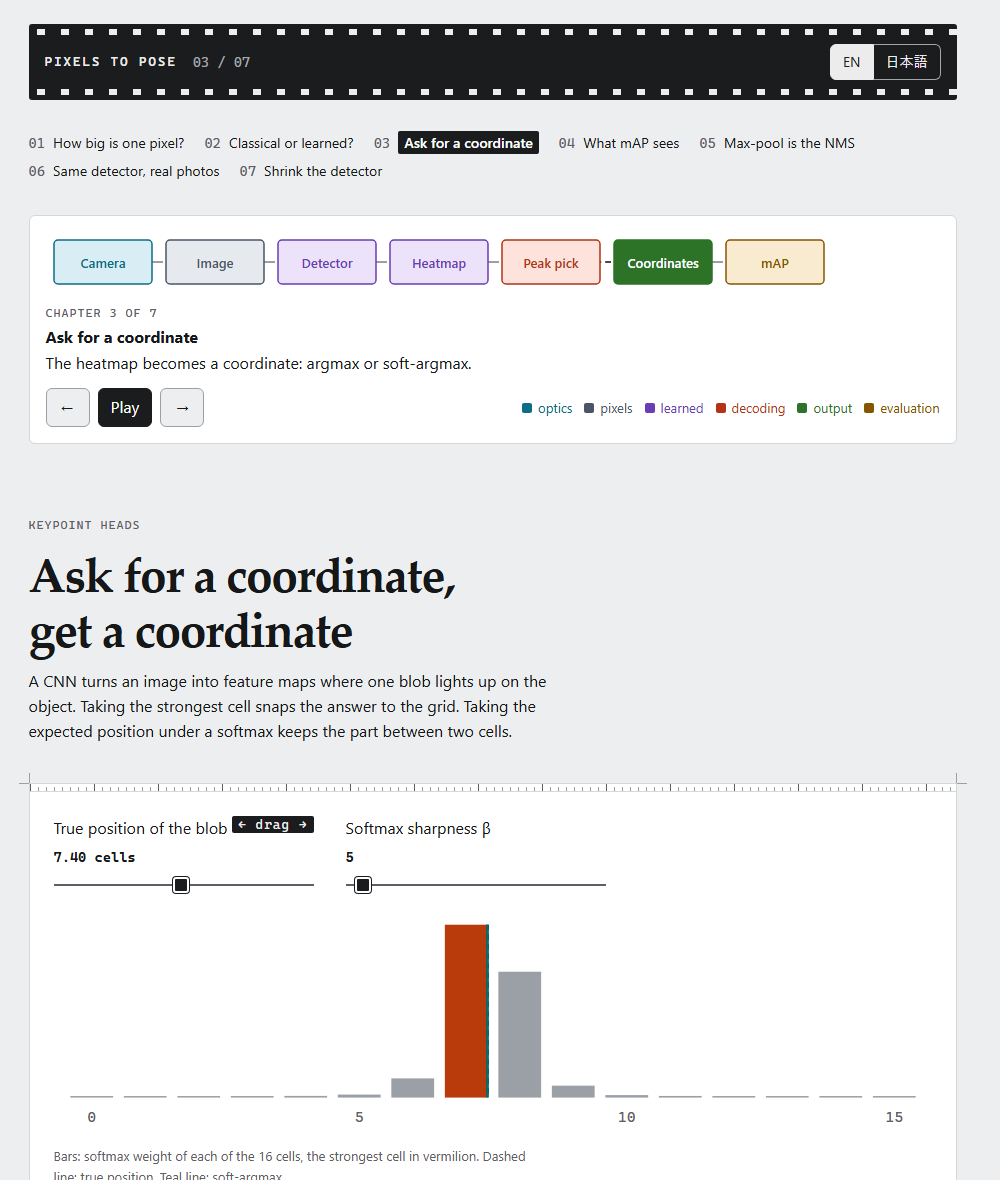 PIXELS TO POSE 03 / 07
EN 日本語
01 How big is one pixel? 02 Classical or learned? 03 Ask for a coordinate 04 What mAP sees 05 Max-pool is the NMS
06 Same detector, real photos 07 Shrink the detector
Camera Image Detector Heatmap Peak pick Coordinates mAP
CHAPTER 3 OF 7
Ask for a coordinate
The heatmap becomes a coordinate: argmax or soft-argmax.
← Play → optics pixels learned decoding output evaluation
KEYPOINT HEADS
Ask for a coordinate,
get a coordinate
A CNN turns an image into feature maps where one blob lights up on the
object. Taking the strongest cell snaps the answer to the grid. Taking the
expected position under a softmax keeps the part between two cells.
True position of the blob ← drag → Softmax sharpness β
7.40 cells 5
0 5 10 15
Bars: softmax weight of each of the 16 cells, the strongest cell in vermilion. Dashed
line: true position. Teal line: soft-argmax.